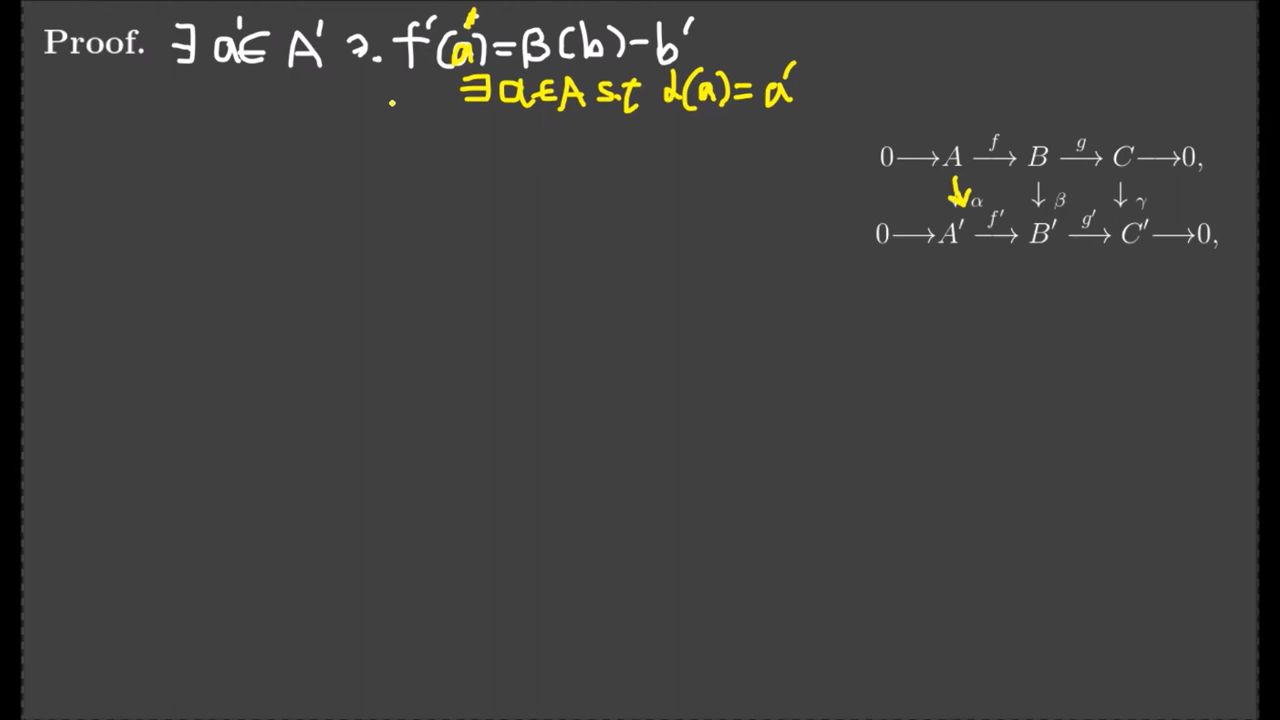 Proof. ∃ a' ∈ A' ∋. f'(a') = β(b) - b'
∃ a ∈ A s.t α(a) = a'
0 ⟶ A ⟶f B ⟶g C ⟶ 0,
↓α ↓β ↓γ
0 ⟶ A' ⟶f' B' ⟶g' C' ⟶ 0,